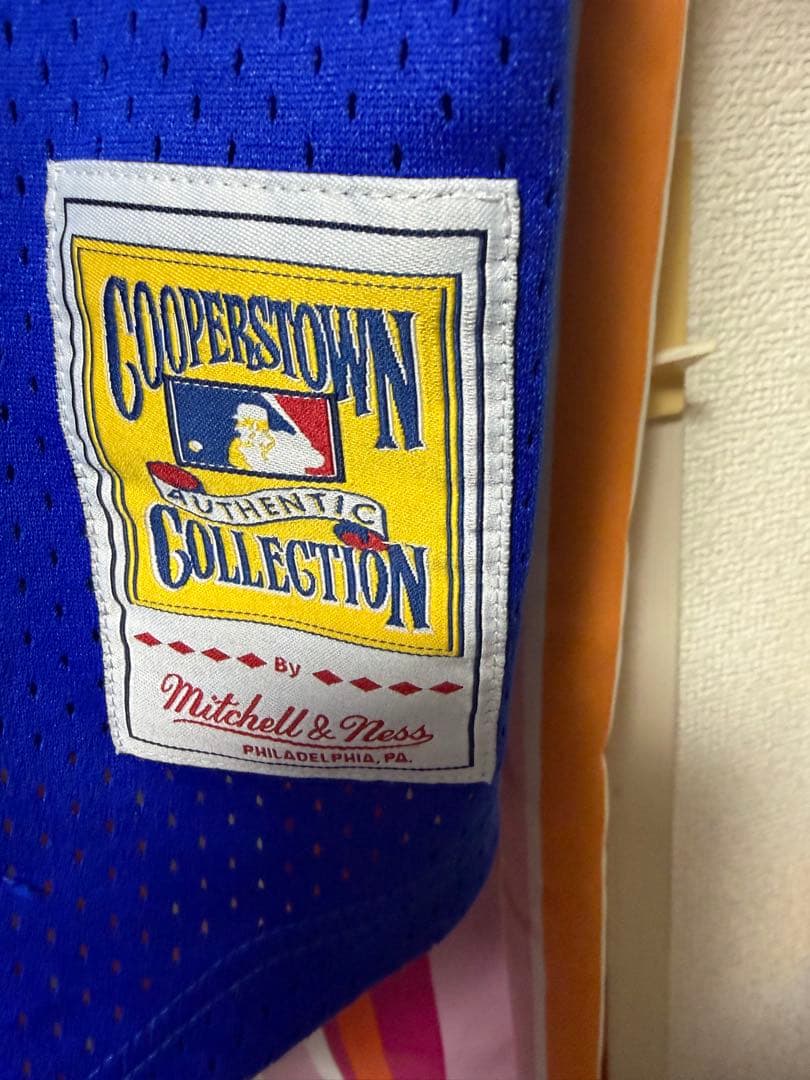 COOPERSTOWN
AUTHENTIC
COLLECTION
By
Mitchell & Ness
PHILADELPHIA, PA.